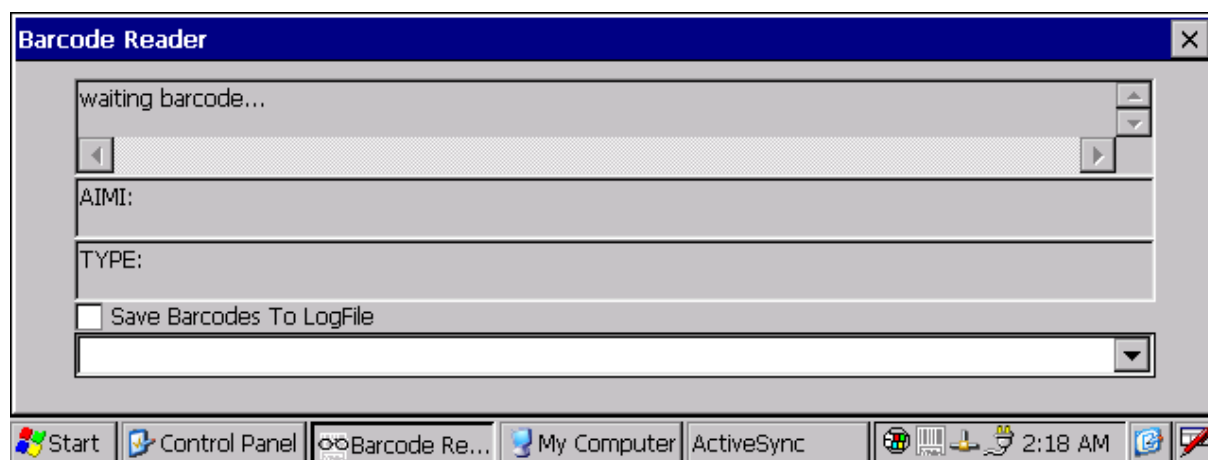 Barcode Reader
waiting barcode...
AIMI:
TYPE:
Save Barcodes To LogFile
Start Control Panel Barcode Re... My Computer ActiveSync 2:18 AM